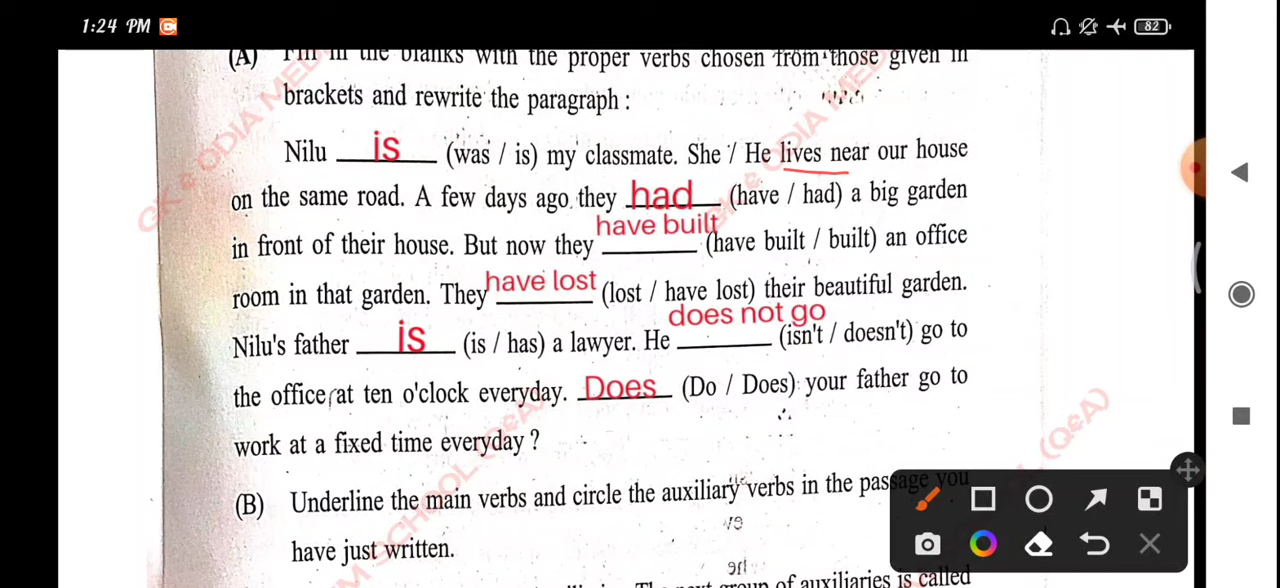 1:24 PM 82
(A) Fill in the blanks with the proper verbs chosen from those given in
brackets and rewrite the paragraph :
Nilu is (was / is) my classmate. She / He lives near our house
on the same road. A few days ago they had (have / had) a big garden
in front of their house. But now they have built (have built / built) an office
room in that garden. They have lost (lost / have lost) their beautiful garden.
Nilu's father is (is / has) a lawyer. He does not go (isn't / doesn't) go to
the office at ten o'clock everyday. Does (Do / Does) your father go to
work at a fixed time everyday ?
(B) Underline the main verbs and circle the auxiliary verbs in the passage you
have just written.
group of auxiliaries is called